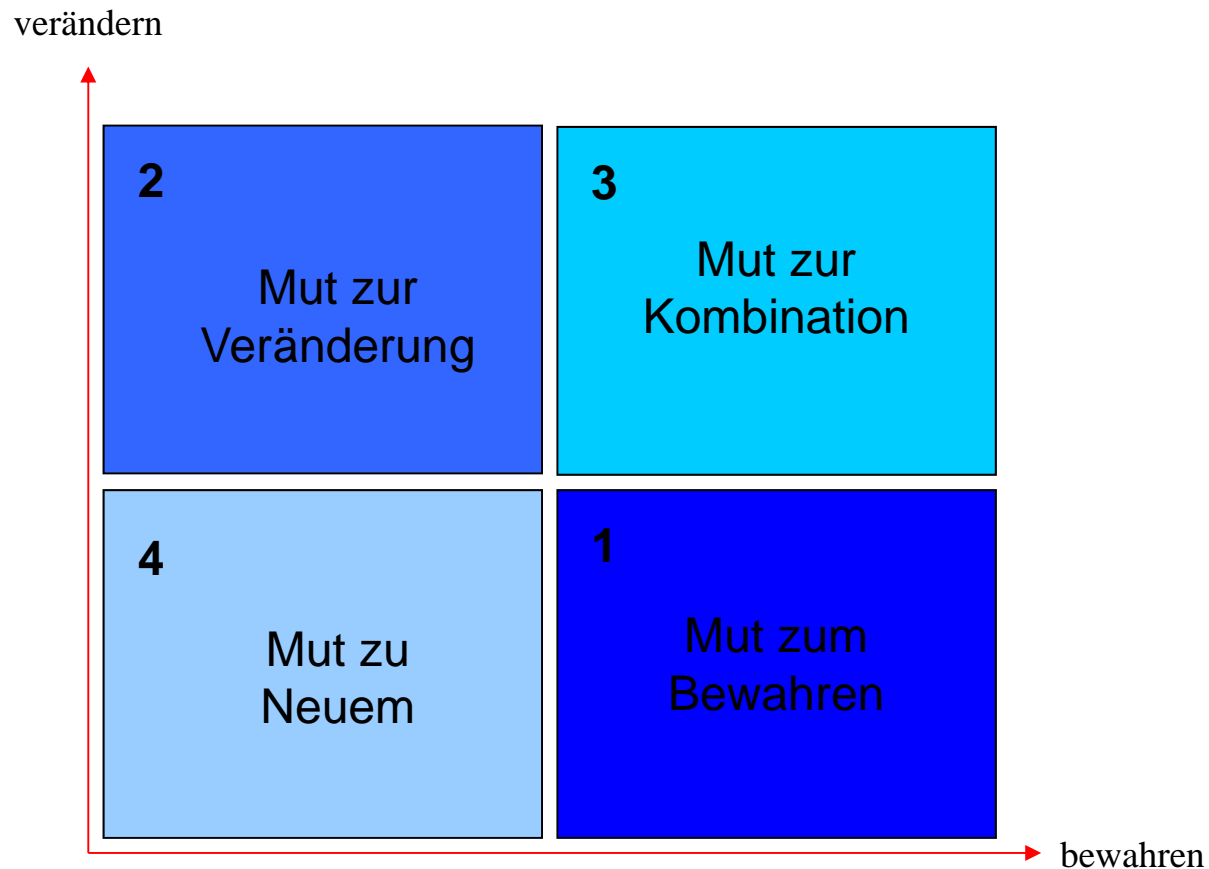 verändern
2
Mut zur
Veränderung
3
Mut zur
Kombination
4
Mut zu
Neuem
1
Mut zum
Bewahren
bewahren